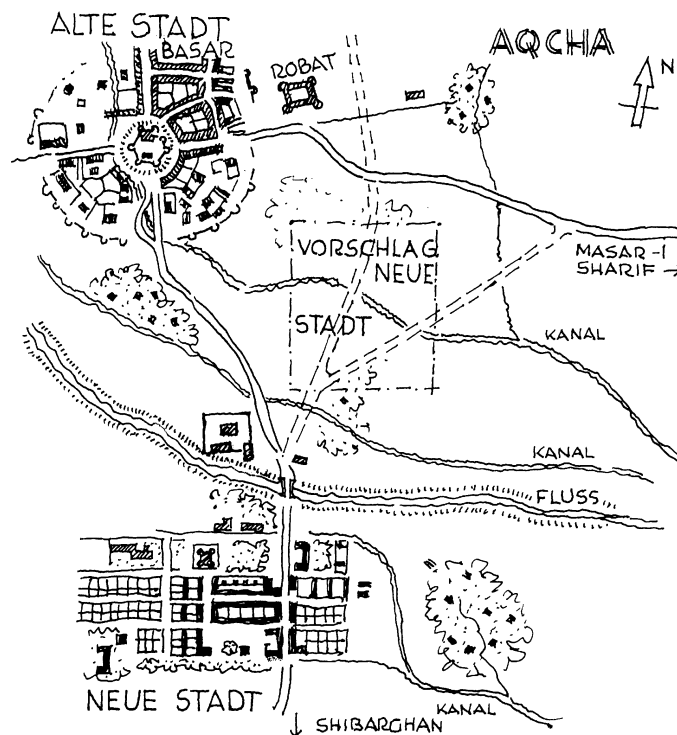 ALTE STADT
BASAR
ROBAT
AQCHA
N
VORSCHLAG
NEUE
STADT
MASAR-I
SHARIF →
KANAL
KANAL
FLUSS
NEUE STADT
KANAL
↓ SHIBARGHAN